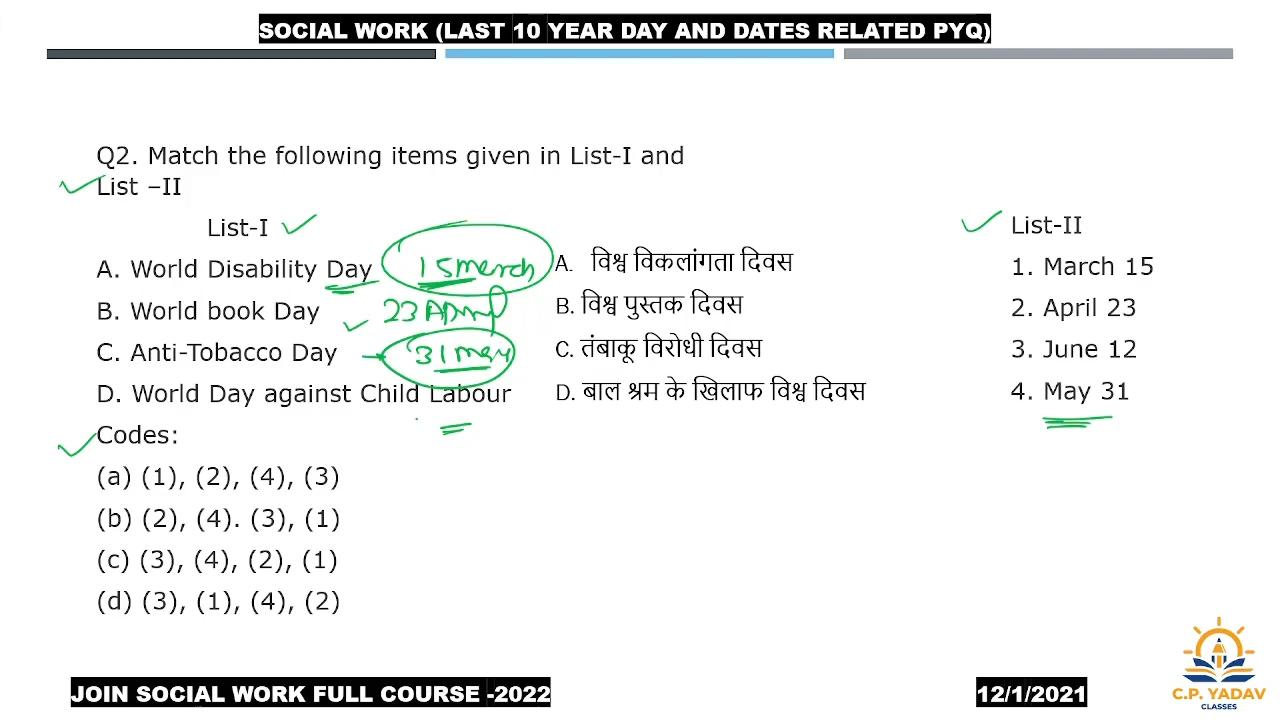 SOCIAL WORK (LAST 10 YEAR DAY AND DATES RELATED PYQ)
Q2. Match the following items given in List-I and
List –II
List-I
List-II
A. World Disability Day
15 march
A. विश्व विकलांगता दिवस
1. March 15
B. World book Day
23 April
B. विश्व पुस्तक दिवस
2. April 23
C. Anti-Tobacco Day
31 may
C. तंबाकू विरोधी दिवस
3. June 12
D. World Day against Child Labour
D. बाल श्रम के खिलाफ विश्व दिवस
4. May 31
Codes:
(a) (1), (2), (4), (3)
(b) (2), (4). (3), (1)
(c) (3), (4), (2), (1)
(d) (3), (1), (4), (2)
JOIN SOCIAL WORK FULL COURSE -2022
12/1/2021
C.P. YADAV
CLASSES